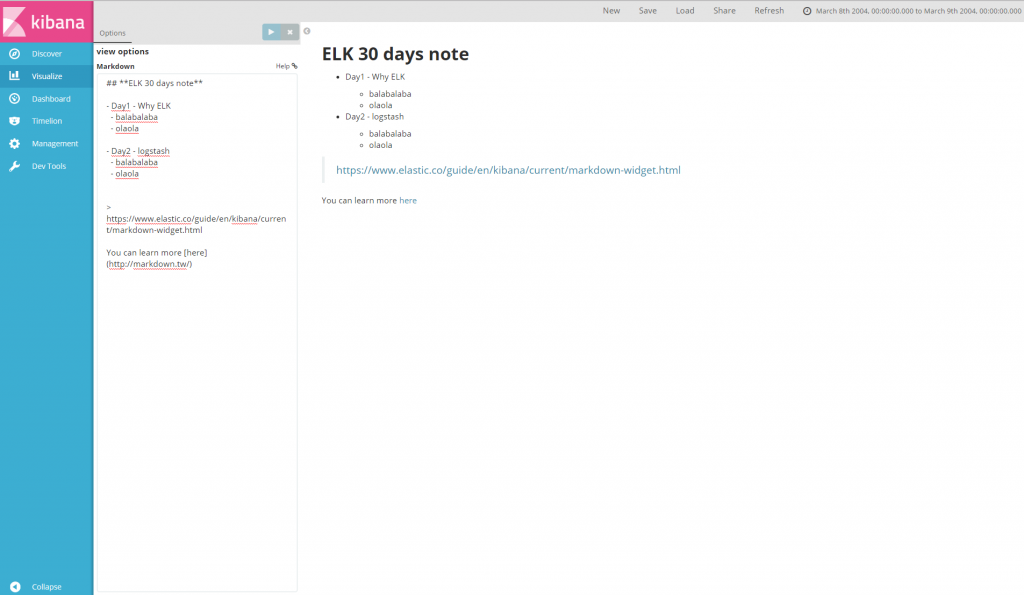 kibana
New Save Load Share Refresh March 8th 2004, 00:00:00.000 to March 9th 2004, 00:00:00.000
Discover
Visualize
Dashboard
Timelion
Management
Dev Tools
Collapse
Options
view options
Markdown Help
## **ELK 30 days note**
- Day1 - Why ELK
- balabalaba
- olaola
- Day2 - logstash
- balabalaba
- olaola
>
https://www.elastic.co/guide/en/kibana/curren
t/markdown-widget.html
You can learn more [here]
(http://markdown.tw/)
ELK 30 days note
Day1 - Why ELK
balabalaba
olaola
Day2 - logstash
balabalaba
olaola
https://www.elastic.co/guide/en/kibana/current/markdown-widget.html
You can learn more here